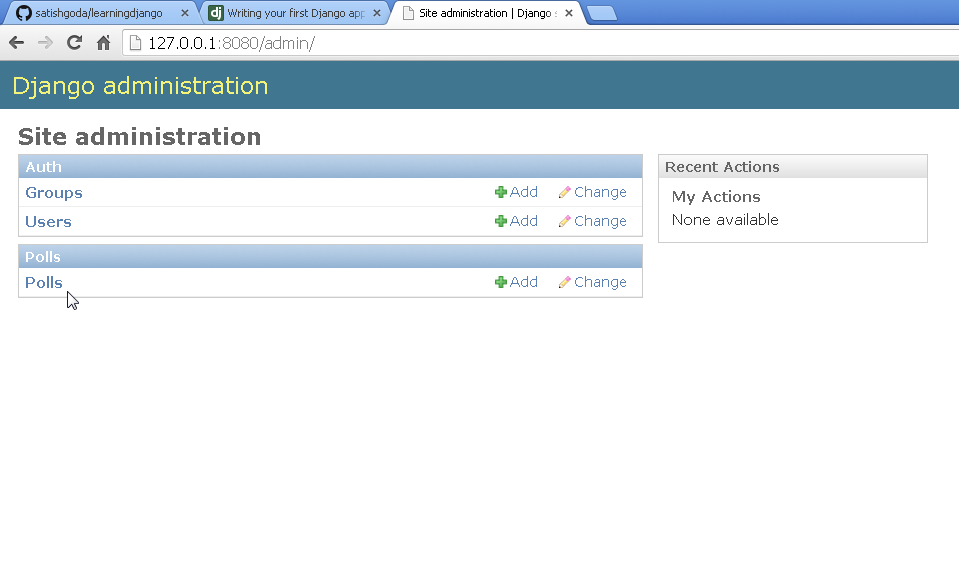 satishgoda/learningdjango
Writing your first Django app
Site administration | Django s
127.0.0.1:8080/admin/
Django administration
Site administration
Auth
Groups Add Change
Users Add Change
Polls
Polls Add Change
Recent Actions
My Actions
None available